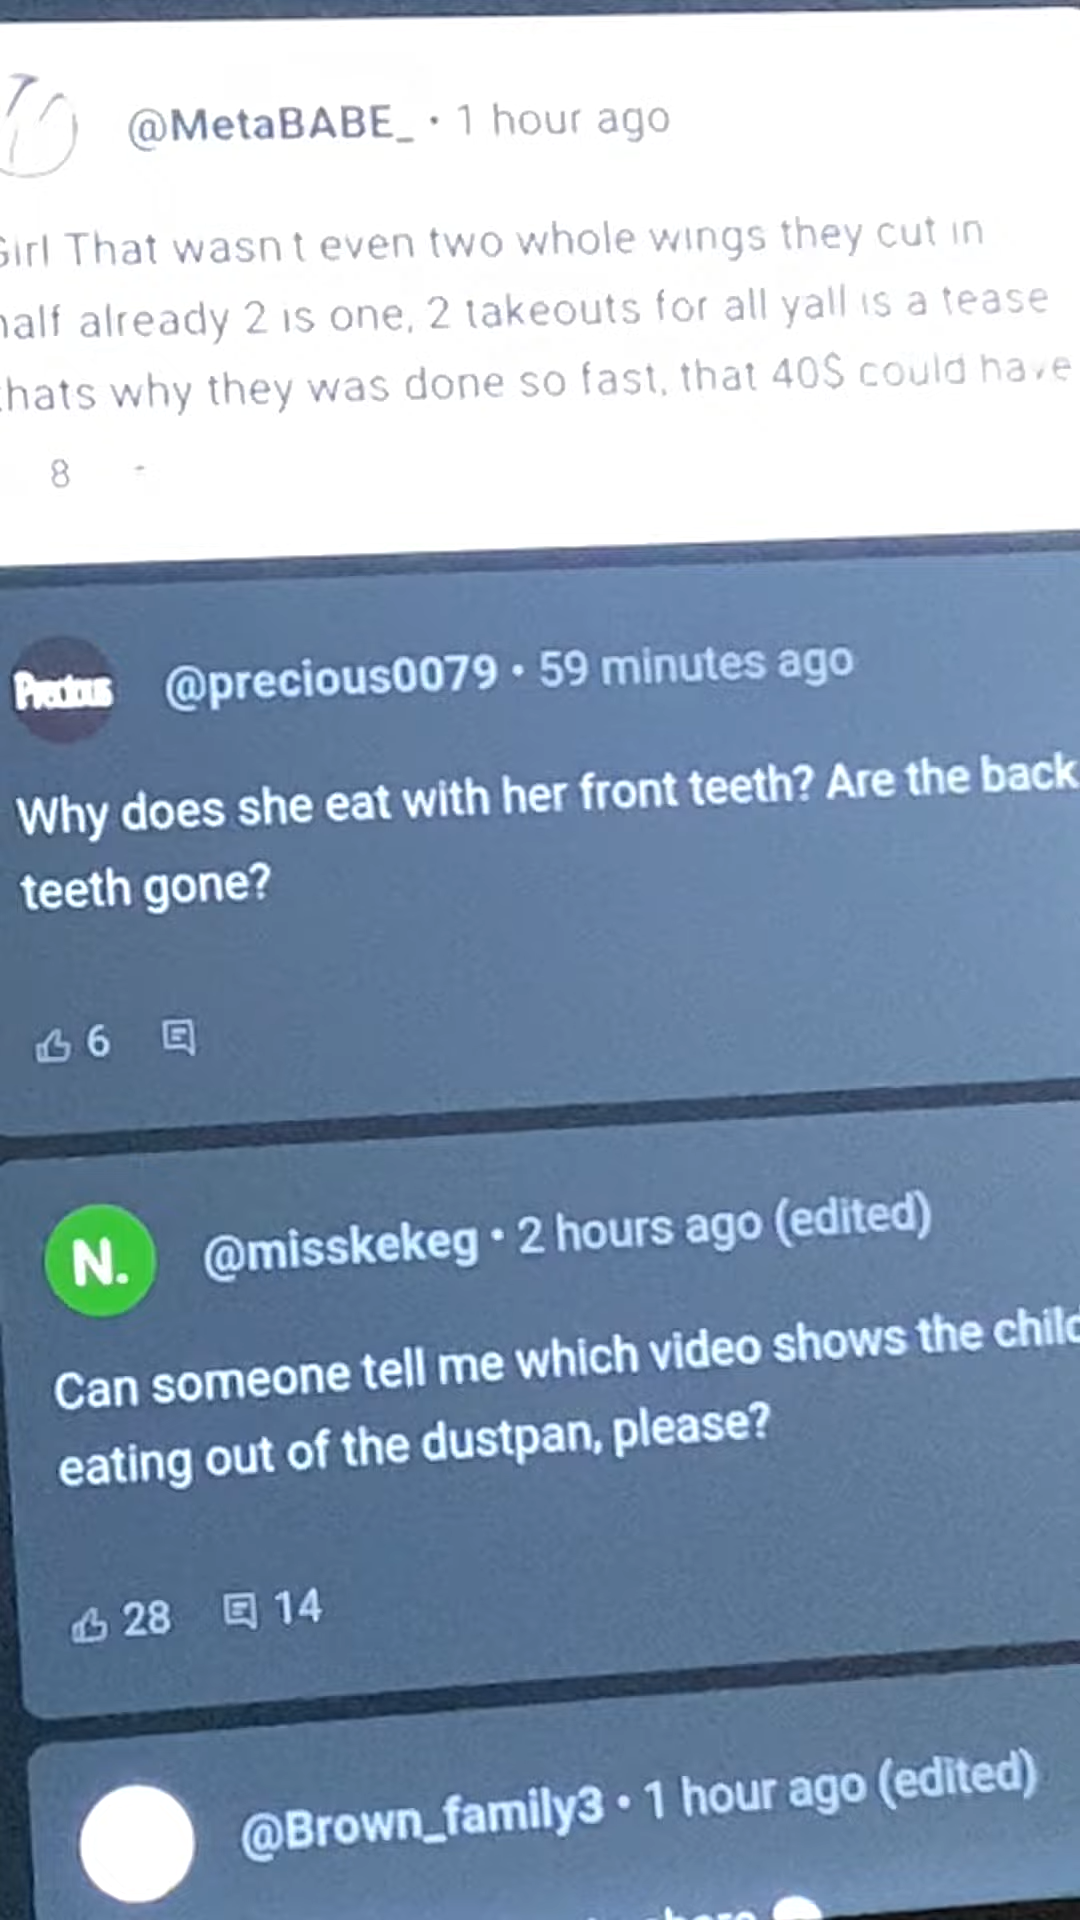 @MetaBABE_ • 1 hour ago
Girl That wasnt even two whole wings they cut in
half already 2 is one, 2 takeouts for all yall is a tease
thats why they was done so fast, that 40$ could have
8
Precious
@precious0079 • 59 minutes ago
Why does she eat with her front teeth? Are the back
teeth gone?
6
N.
@misskekeg • 2 hours ago (edited)
Can someone tell me which video shows the child
eating out of the dustpan, please?
28 14
@Brown_family3 • 1 hour ago (edited)